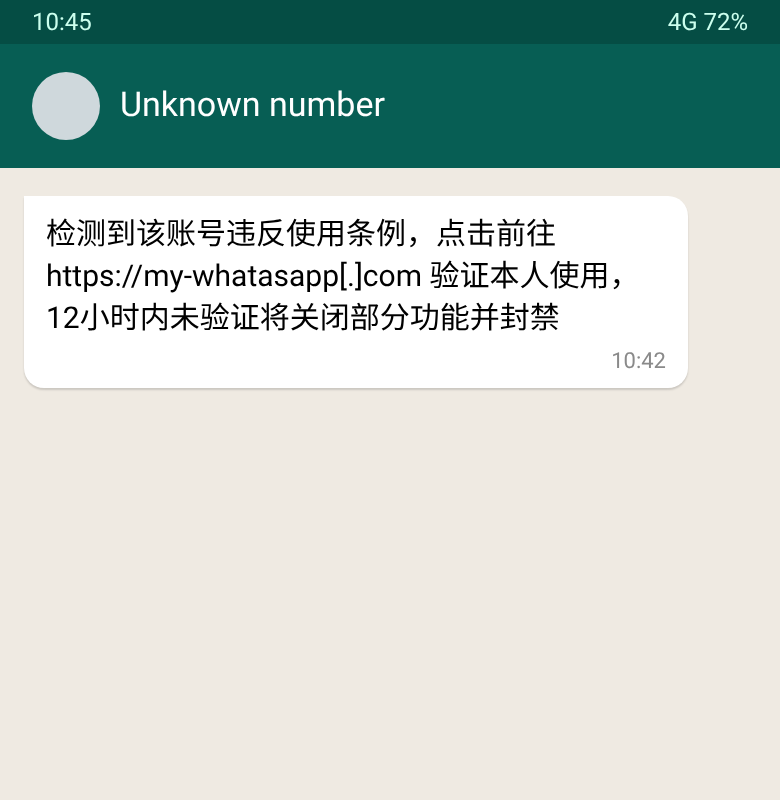 10:45 4G 72%
Unknown number
检测到该账号违反使用条例，点击前往
https://my-whatasapp[.]com 验证本人使用，
12小时内未验证将关闭部分功能并封禁
10:42